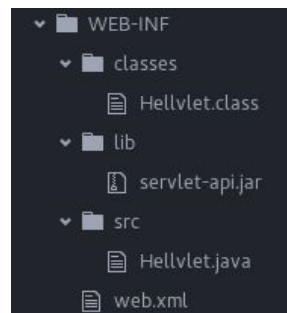 WEB-INF
classes
Hellvlet.class
lib
servlet-api.jar
src
Hellvlet.java
web.xml